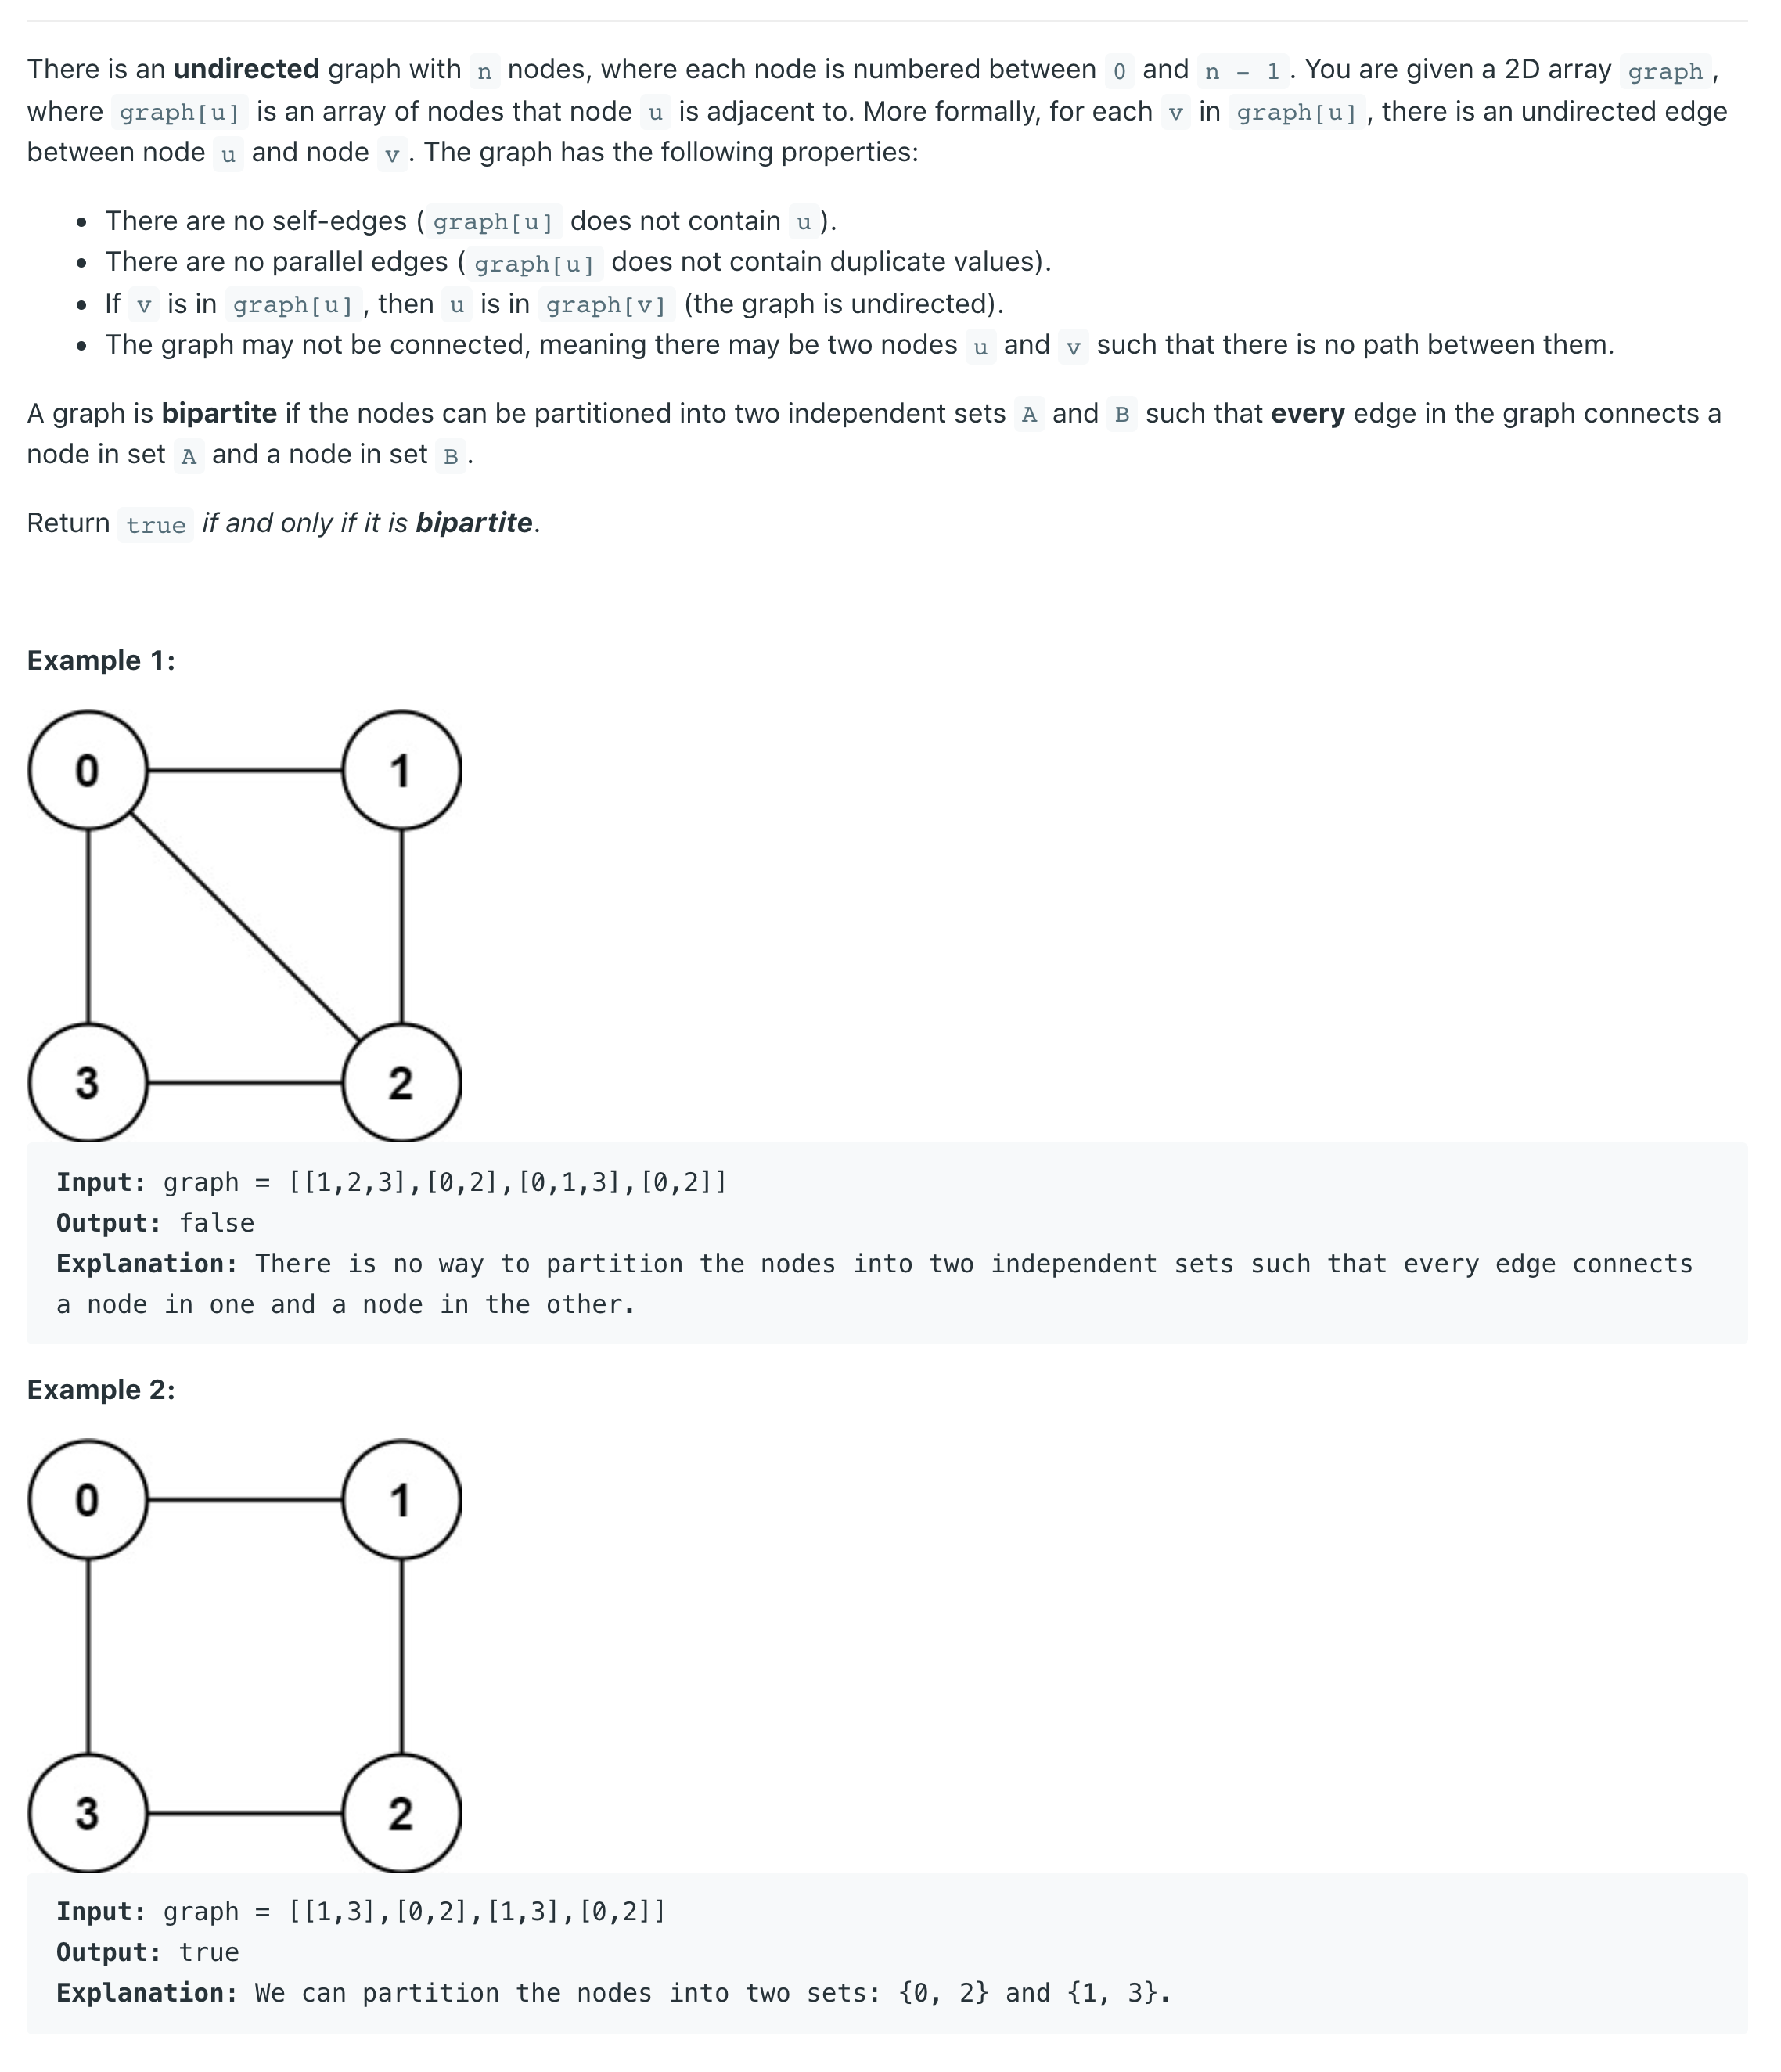 There is an undirected graph with n nodes, where each node is numbered between 0 and n - 1. You are given a 2D array graph,
where graph[u] is an array of nodes that node u is adjacent to. More formally, for each v in graph[u], there is an undirected edge
between node u and node v. The graph has the following properties:
• There are no self-edges (graph[u] does not contain u).
• There are no parallel edges (graph[u] does not contain duplicate values).
• If v is in graph[u], then u is in graph[v] (the graph is undirected).
• The graph may not be connected, meaning there may be two nodes u and v such that there is no path between them.
A graph is bipartite if the nodes can be partitioned into two independent sets A and B such that every edge in the graph connects a
node in set A and a node in set B.
Return true if and only if it is bipartite.
Example 1:
0 1
3 2
Input: graph = [[1,2,3],[0,2],[0,1,3],[0,2]]
Output: false
Explanation: There is no way to partition the nodes into two independent sets such that every edge connects
a node in one and a node in the other.
Example 2:
0 1
3 2
Input: graph = [[1,3],[0,2],[1,3],[0,2]]
Output: true
Explanation: We can partition the nodes into two sets: {0, 2} and {1, 3}.